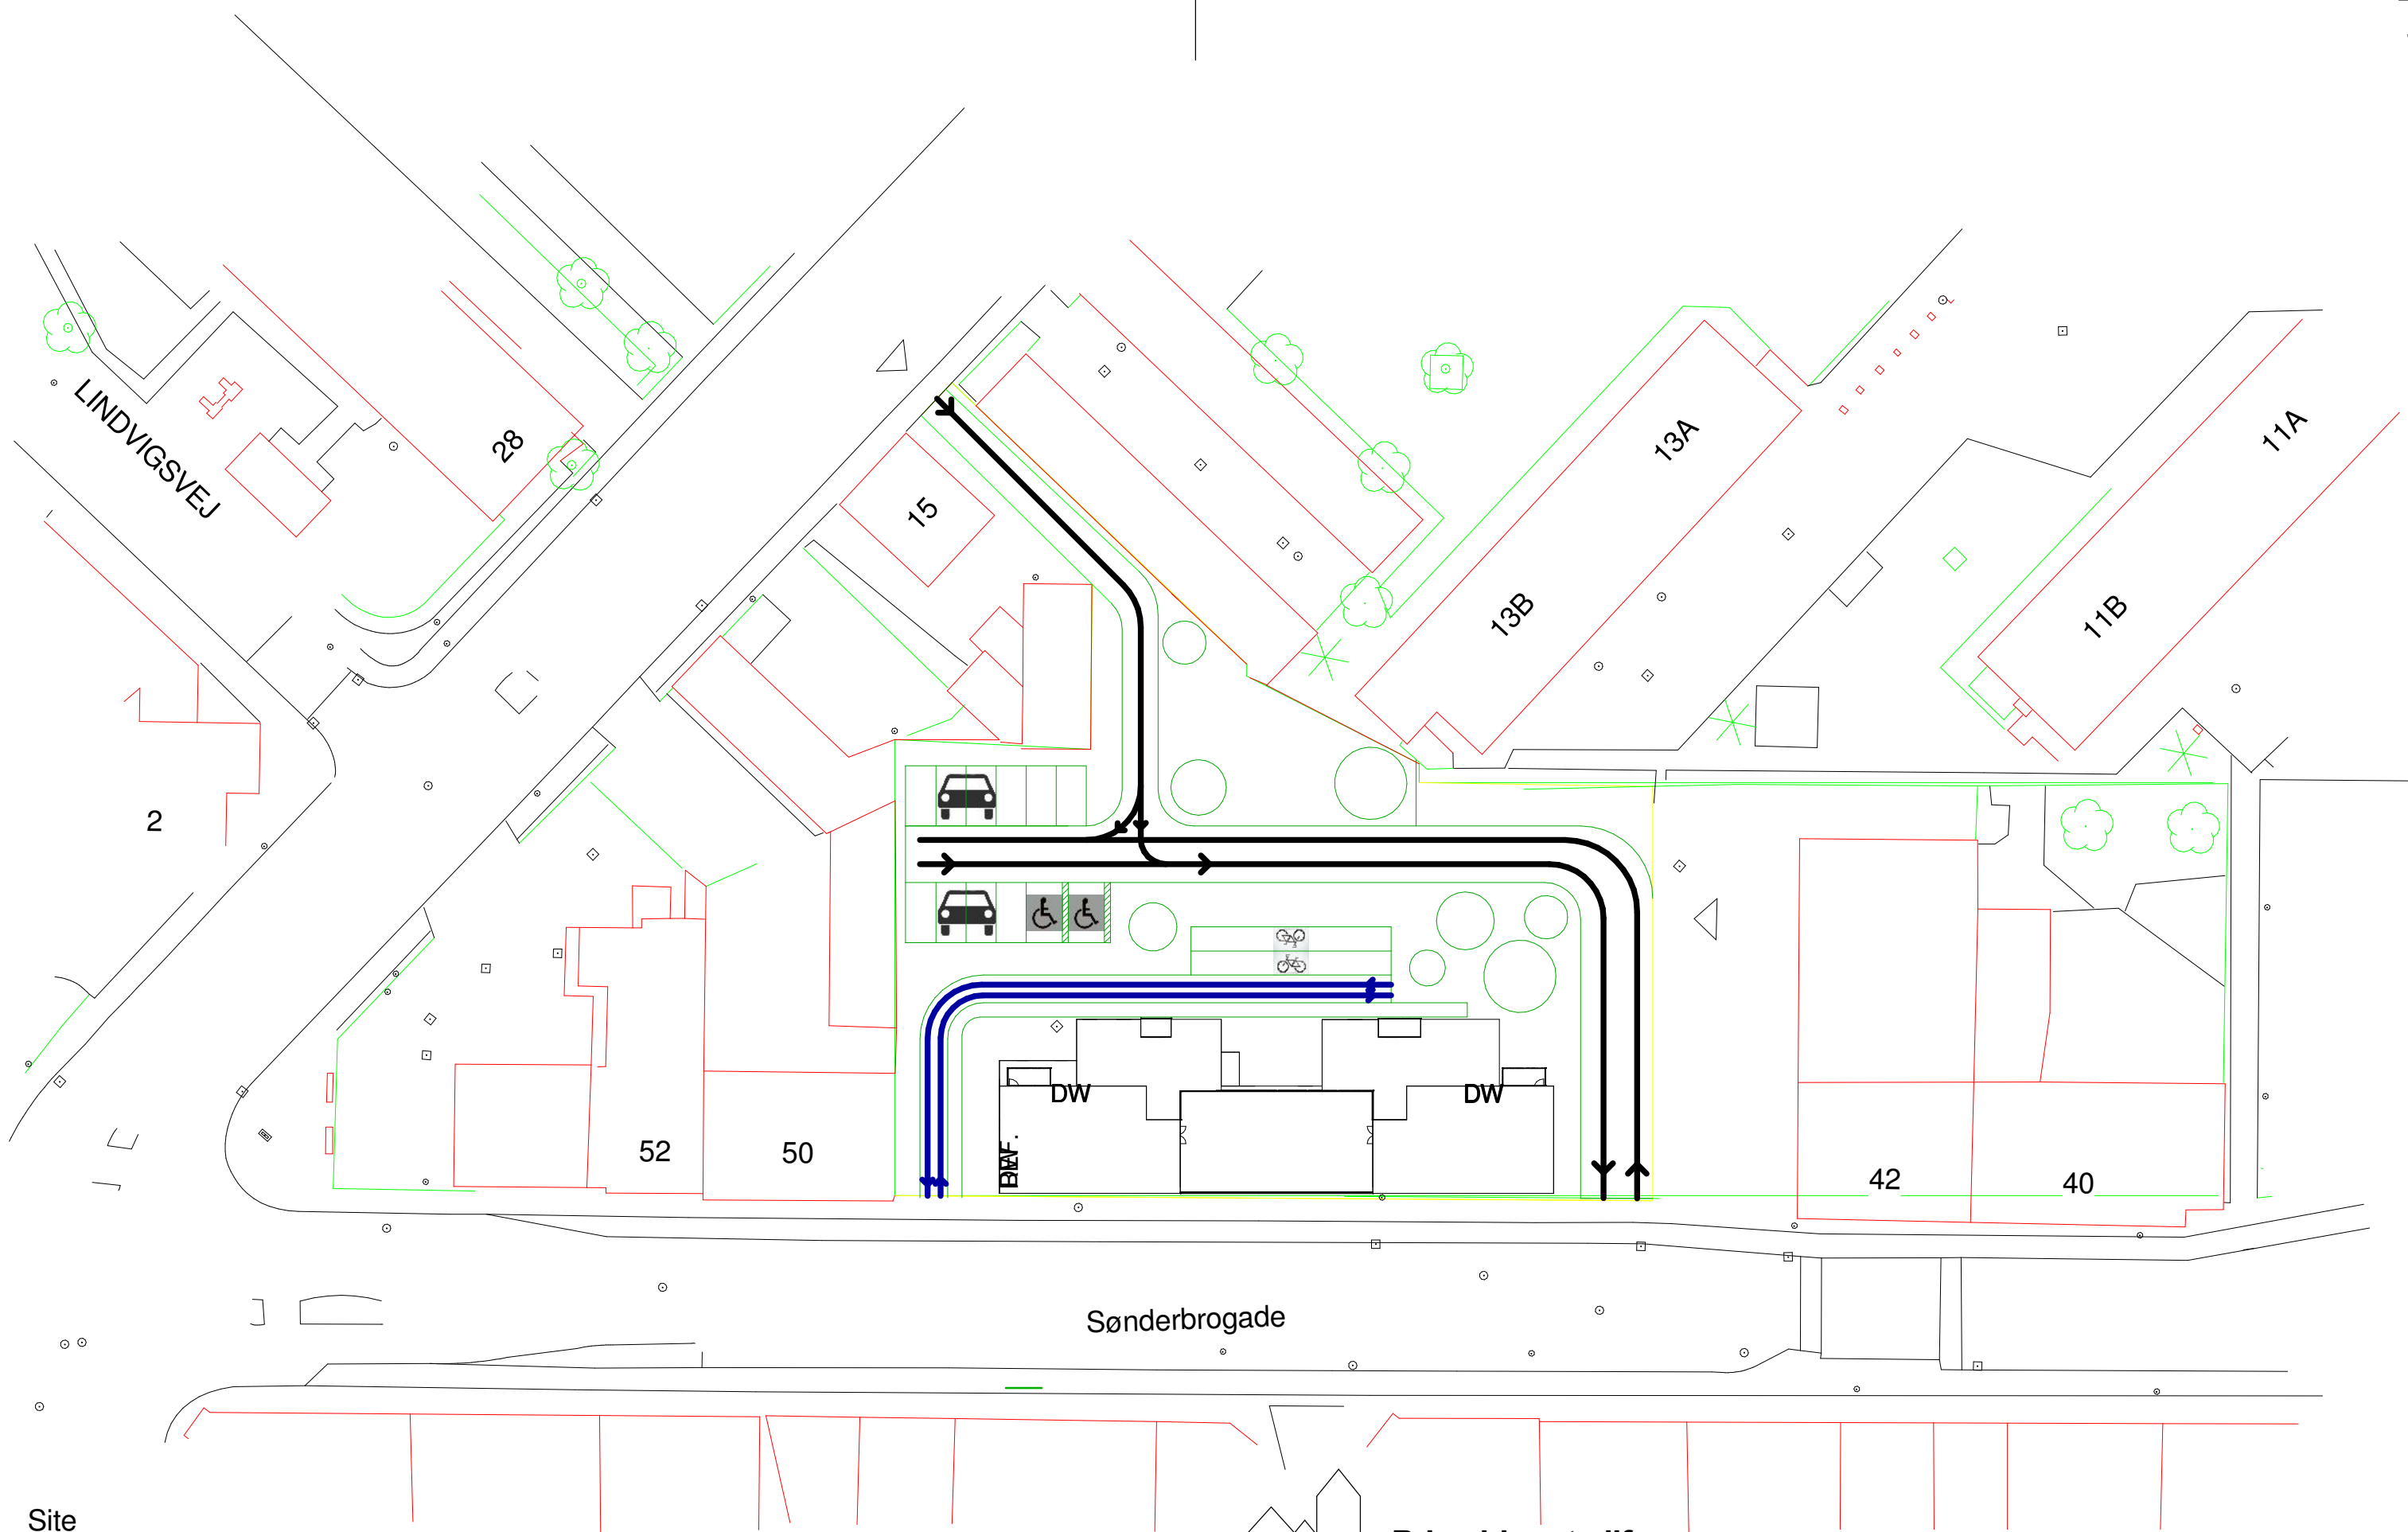 LINDVIGSVEJ
28
15
13A
13B
11A
11B
2
DW
DW
52
50
42
40
Sønderbrogade
Site